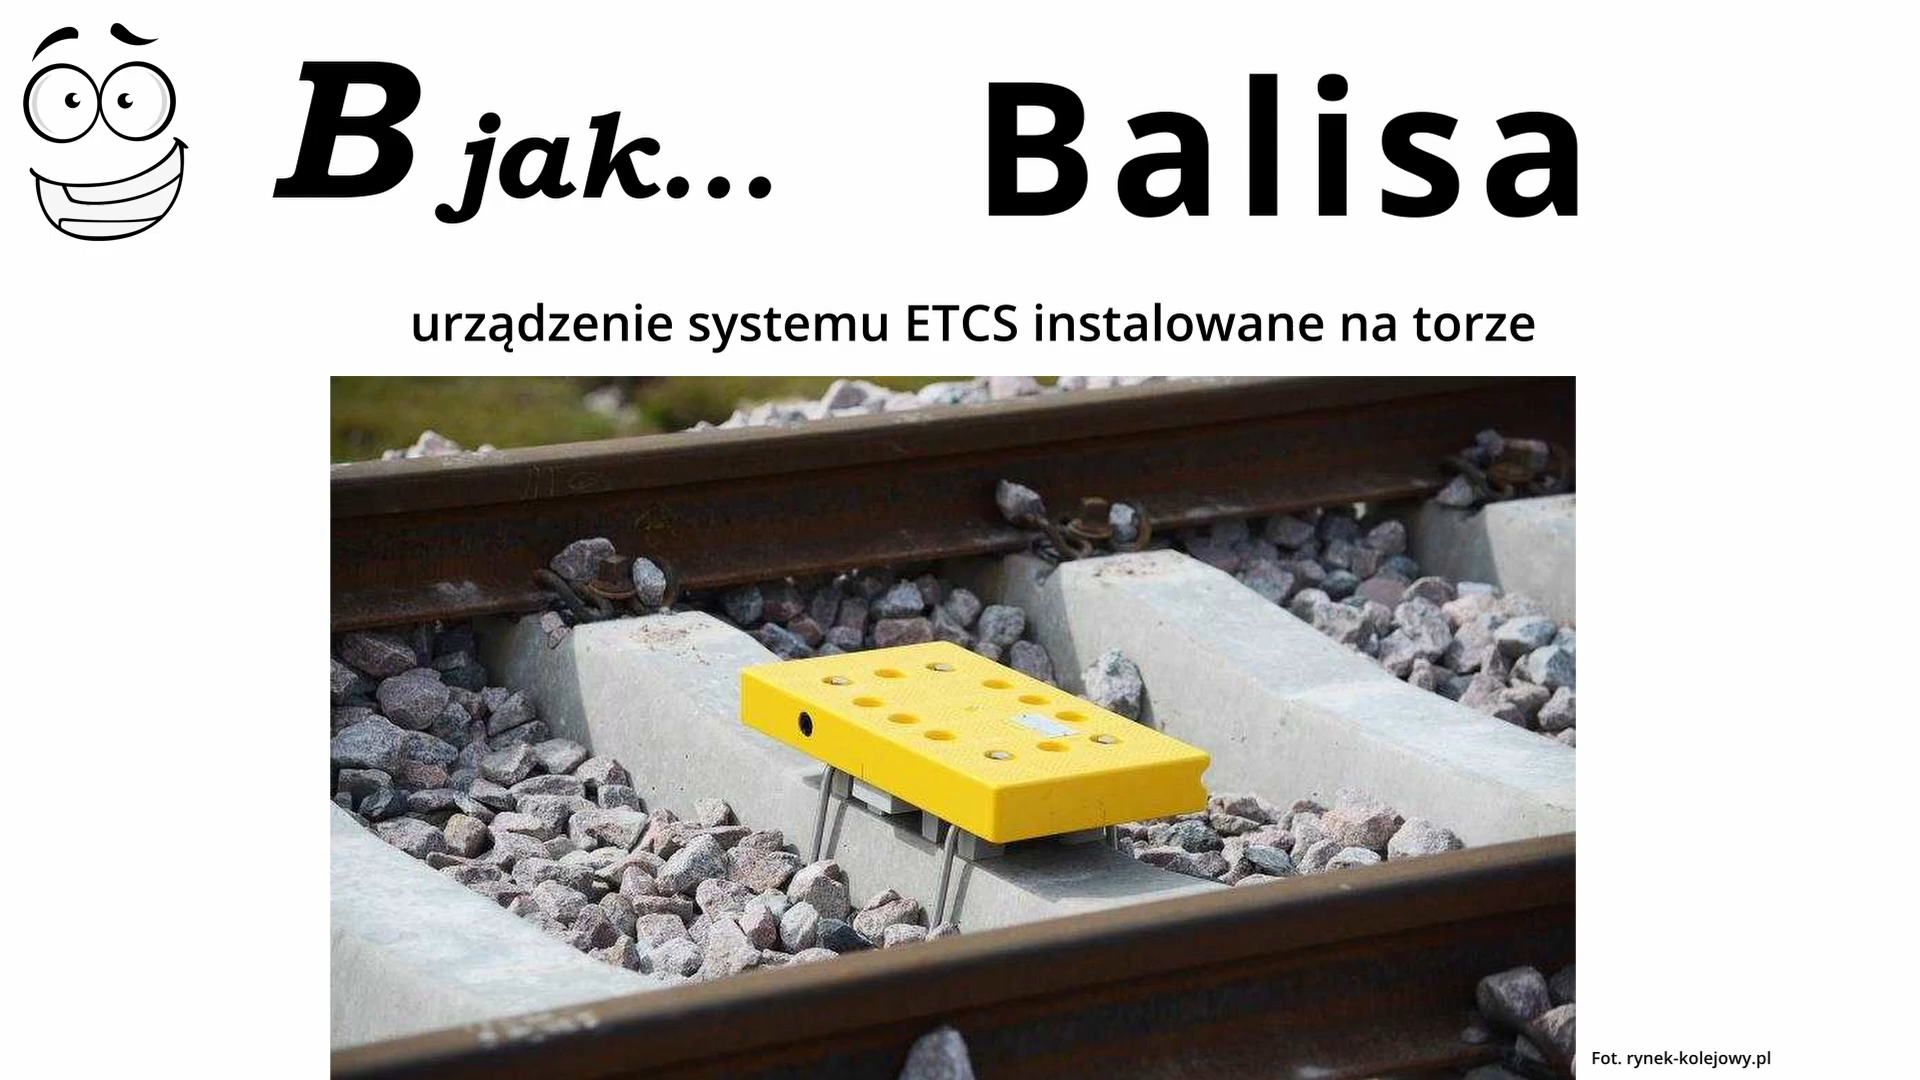 B jak... Balisa
urządzenie systemu ETCS instalowane na torze
Fot. rynek-kolejowy.pl